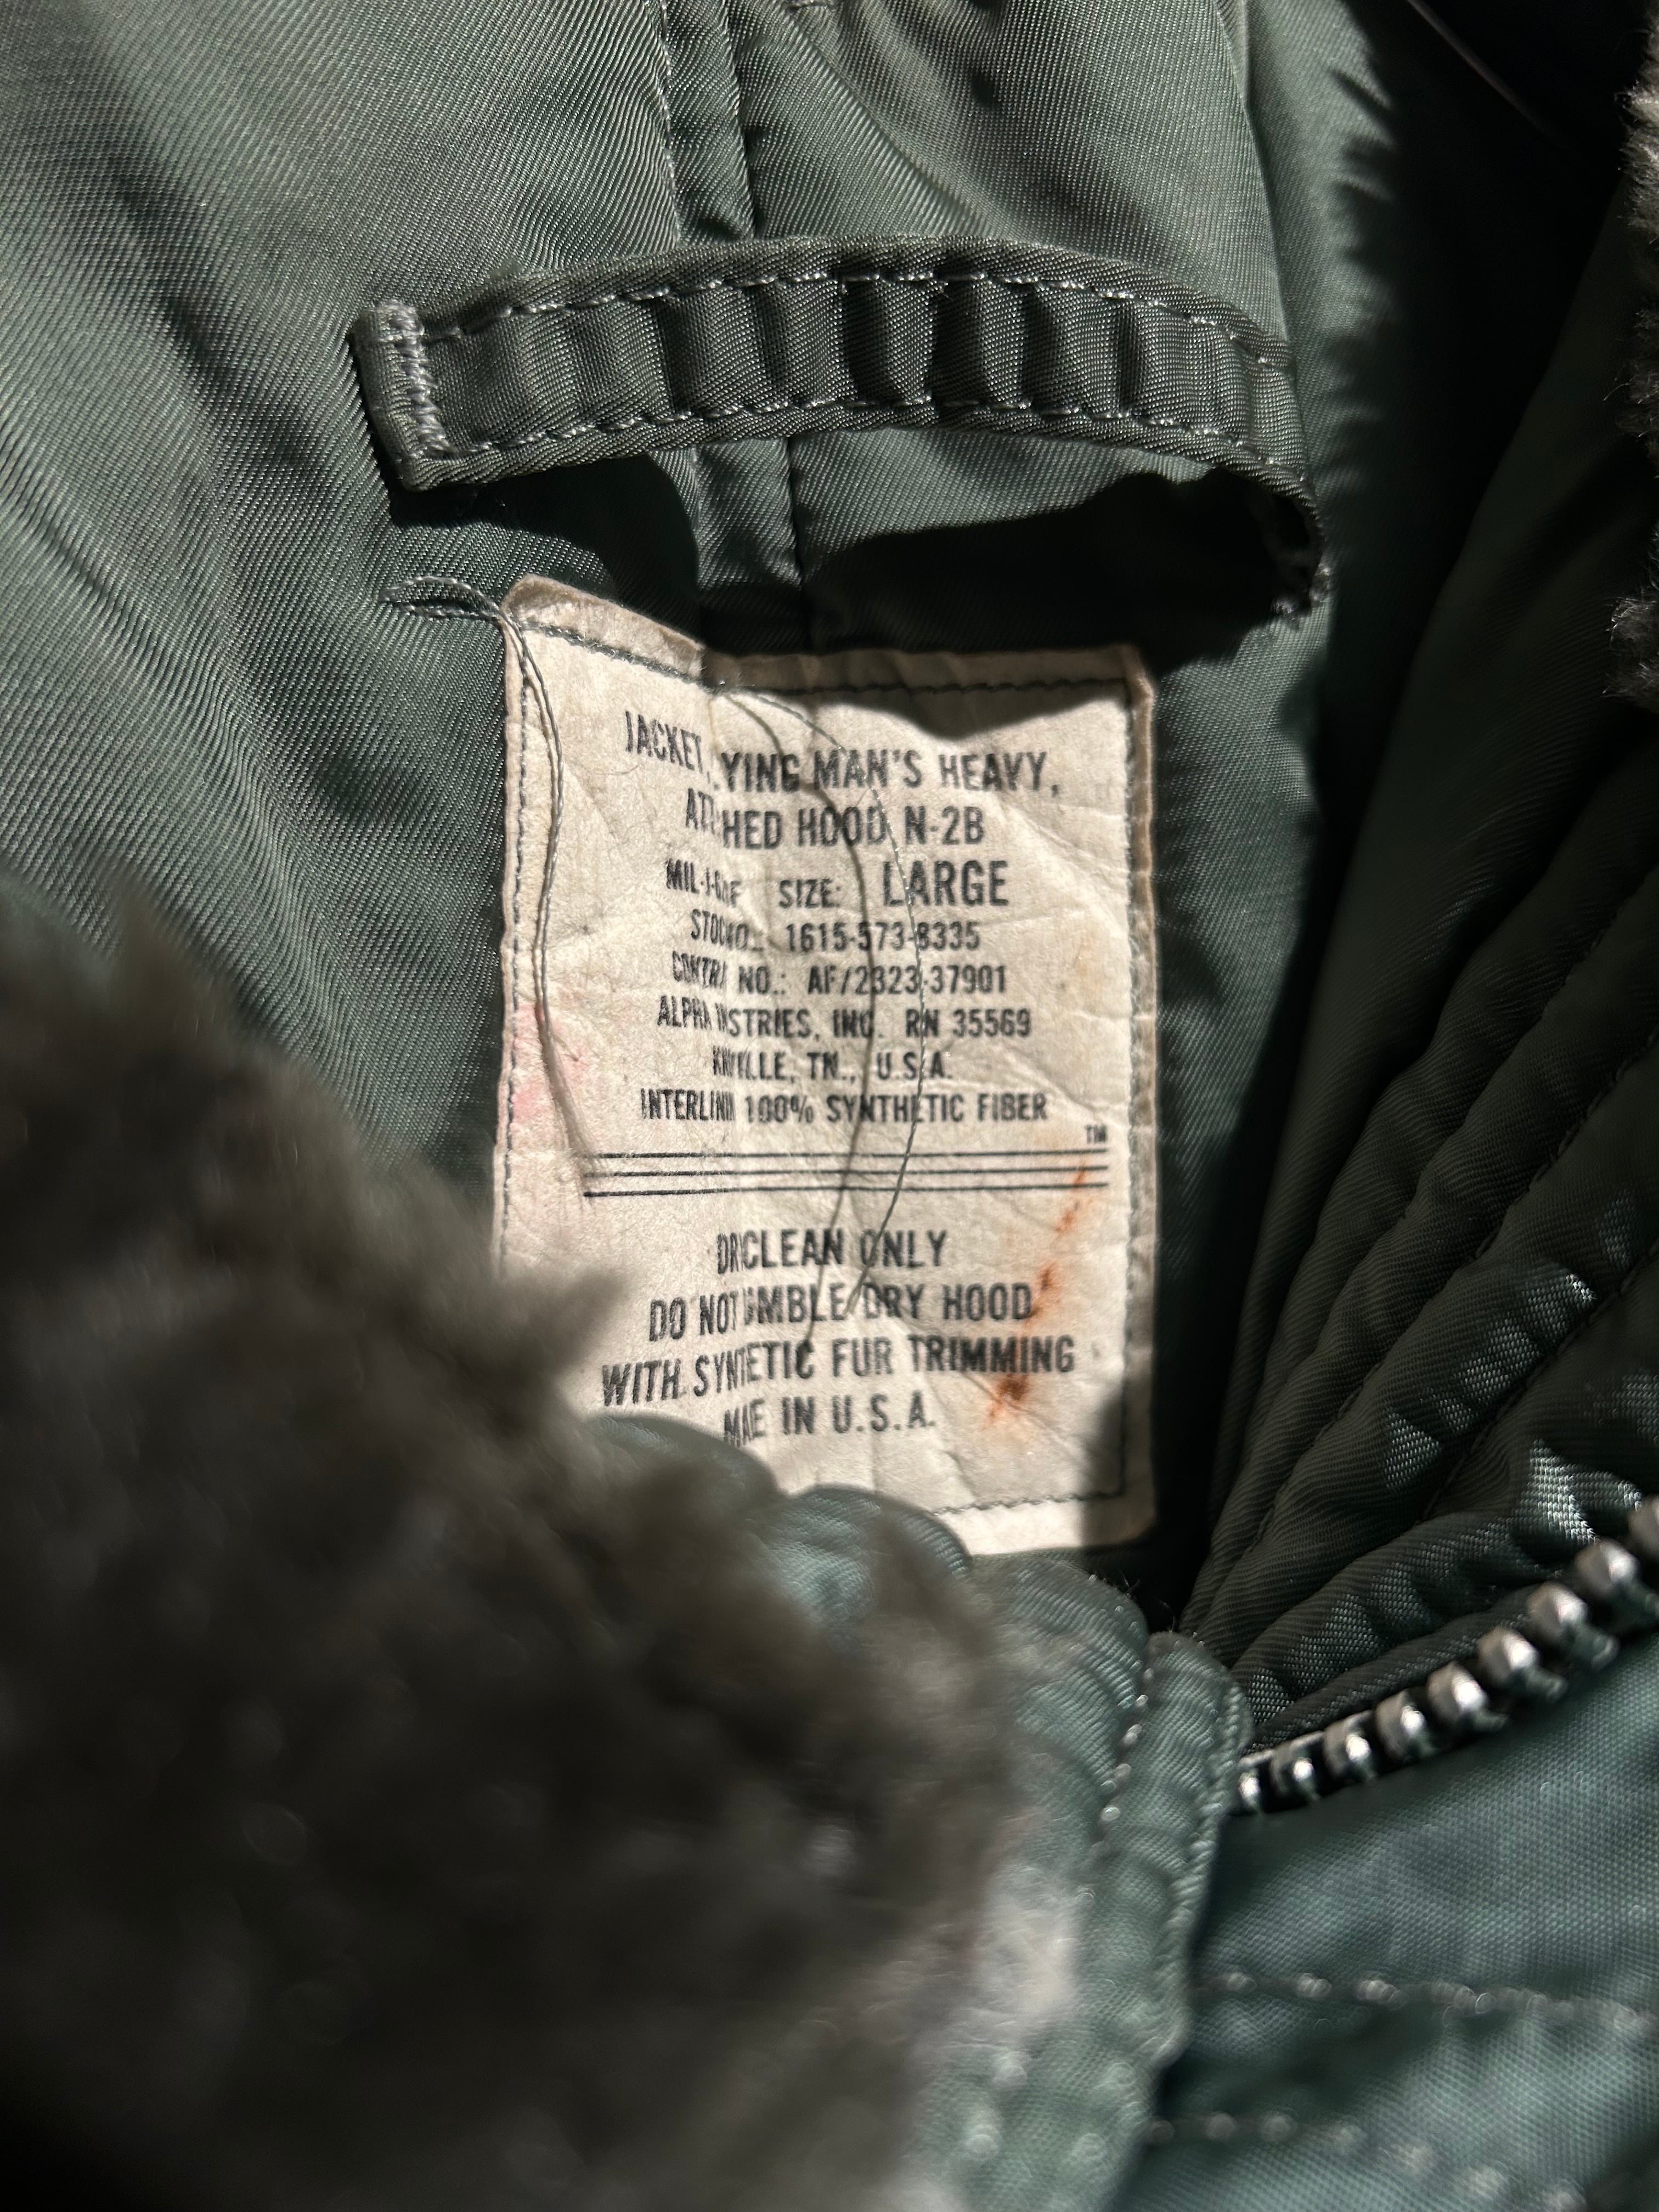 JACKET, YING MAN'S HEAVY,
HED HOOD N-2B
SIZE: LARGE
1615-573-8335
NO.: AF/2323-37901
ALPHA STRIES, INC. RN 35569
LLE, TN., U.S.A.
INTERLIN 100% SYNTHETIC FIBER
TM
CLEAN ONLY
DO NOT MBLE DRY HOOD
WITH SYNTETIC FUR TRIMMING
IN U.S.A.